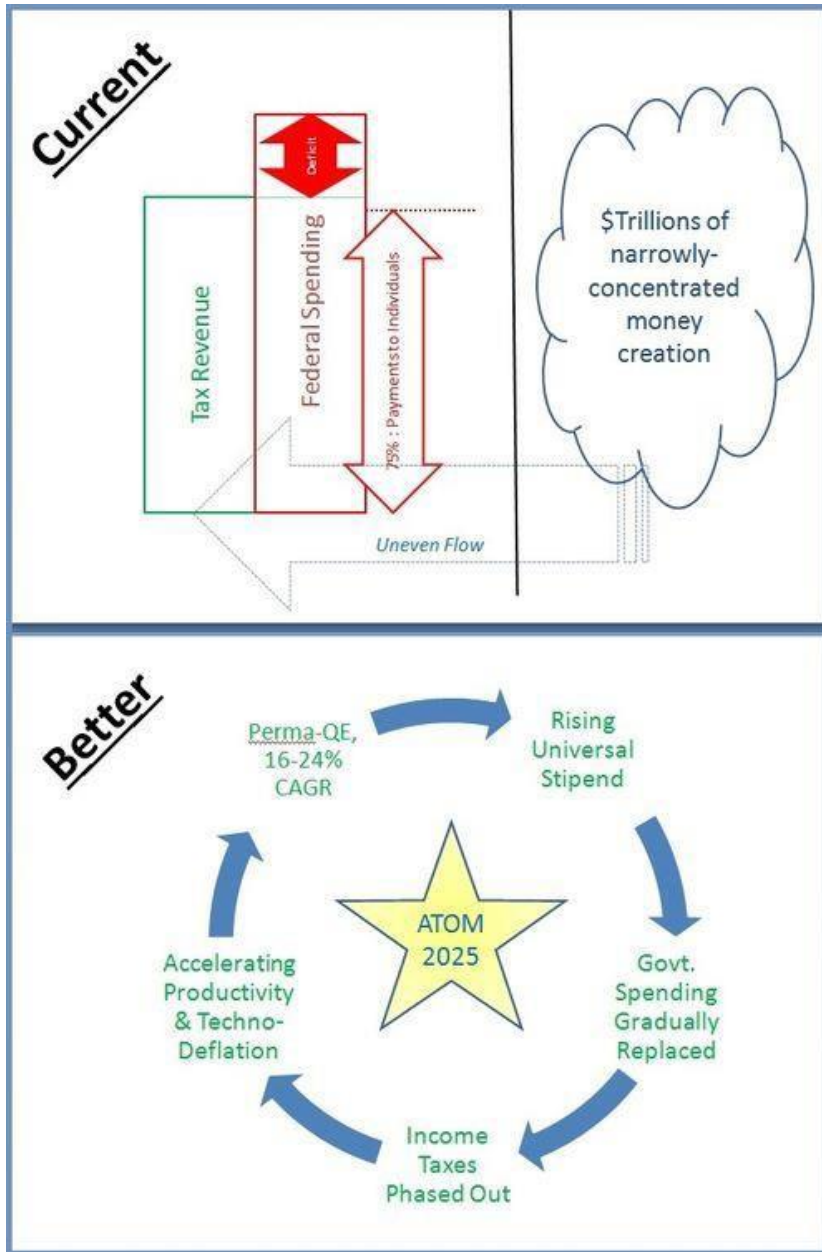 Current
Deficit
Tax Revenue
Federal Spending
75% : Payments to Individuals
$Trillions of
narrowly-
concentrated
money
creation
Uneven Flow
Better
Perma-QE,
16-24%
CAGR
Rising
Universal
Stipend
ATOM
2025
Accelerating
Productivity
& Techno-
Deflation
Govt.
Spending
Gradually
Replaced
Income
Taxes
Phased Out